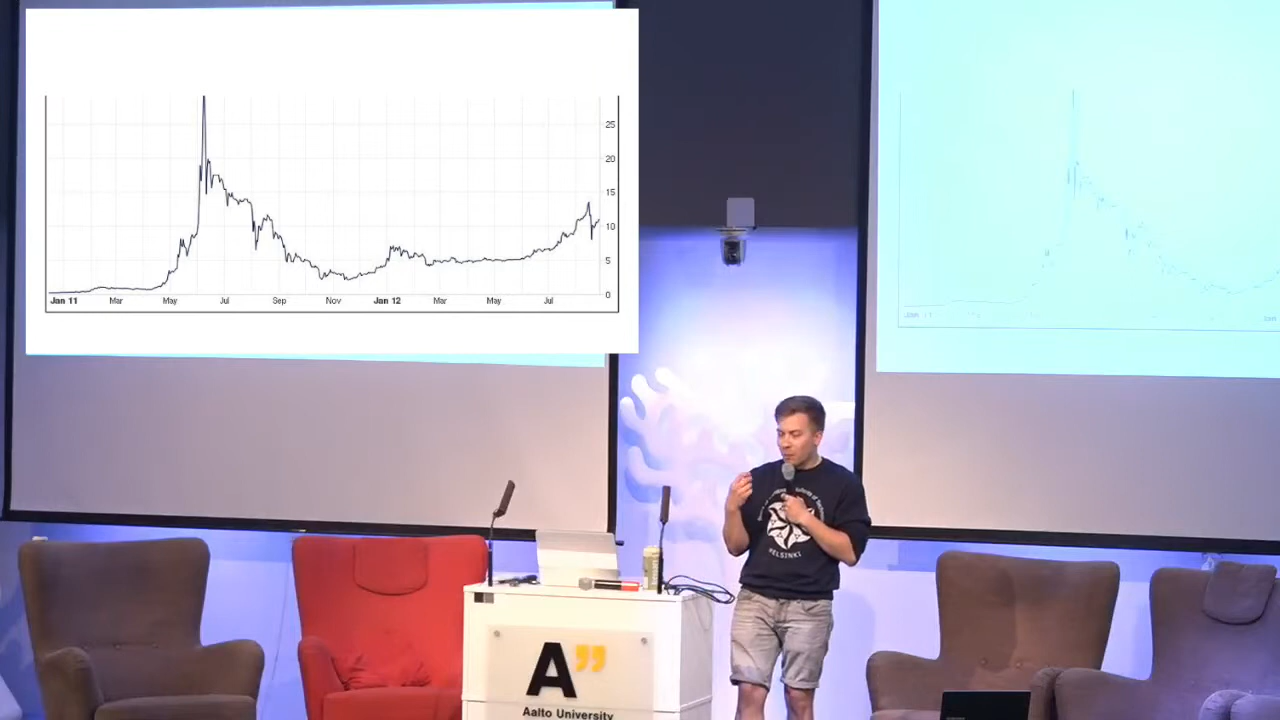 25
20
15
10
5
0
Jan 11 Mar May Jul Sep Nov Jan 12 Mar May Jul
HELSINKI
A”
Aalto University